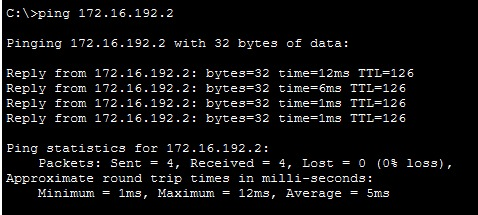 C:\>ping 172.16.192.2
Pinging 172.16.192.2 with 32 bytes of data:
Reply from 172.16.192.2: bytes=32 time=12ms TTL=126
Reply from 172.16.192.2: bytes=32 time=6ms TTL=126
Reply from 172.16.192.2: bytes=32 time=1ms TTL=126
Reply from 172.16.192.2: bytes=32 time=1ms TTL=126
Ping statistics for 172.16.192.2:
Packets: Sent = 4, Received = 4, Lost = 0 (0% loss),
Approximate round trip times in milli-seconds:
Minimum = 1ms, Maximum = 12ms, Average = 5ms